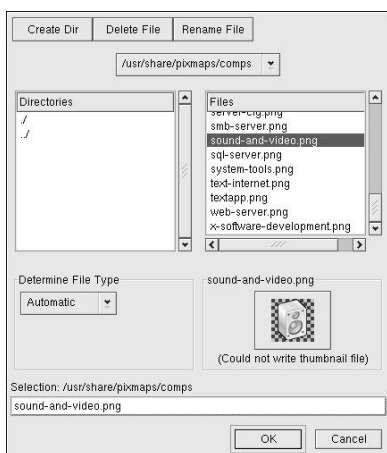 Create Dir
Delete File
Rename File
/usr/share/pixmaps/comps
Directories
./
../
Files
server-cfg.png
smb-server.png
sound-and-video.png
sql-server.png
system-tools.png
text-internet.png
textapp.png
web-server.png
x-software-development.png
Determine File Type
Automatic
sound-and-video.png
(Could not write thumbnail file)
Selection: /usr/share/pixmaps/comps
sound-and-video.png
OK
Cancel